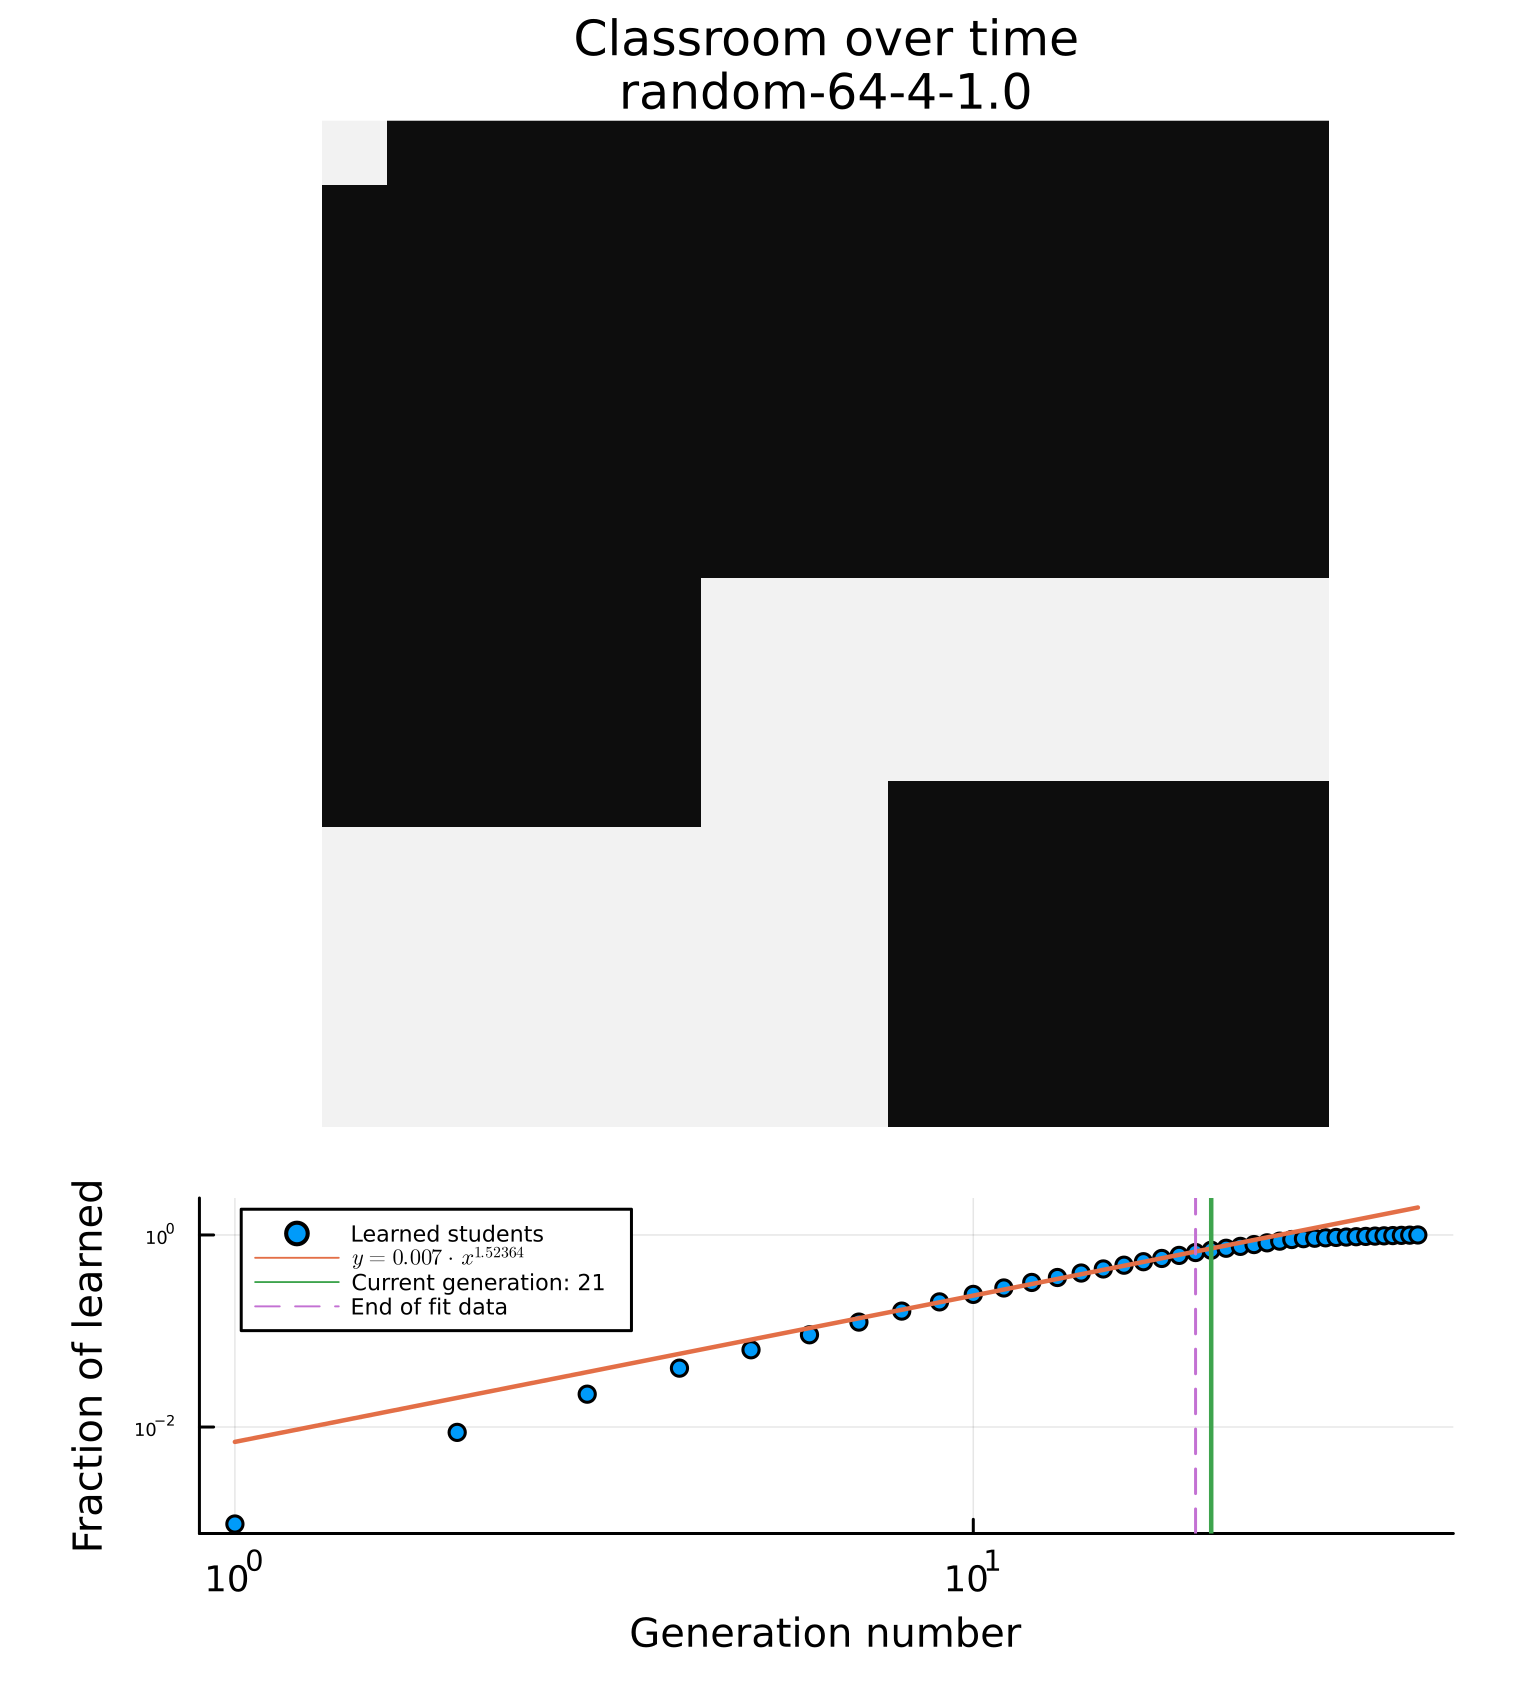 Classroom over time
random-64-4-1.0
Fraction of learned
10^0
10^−2
Learned students
y = 0.007 · x^1.52364
Current generation: 21
End of fit data
10^0
10^1
Generation number